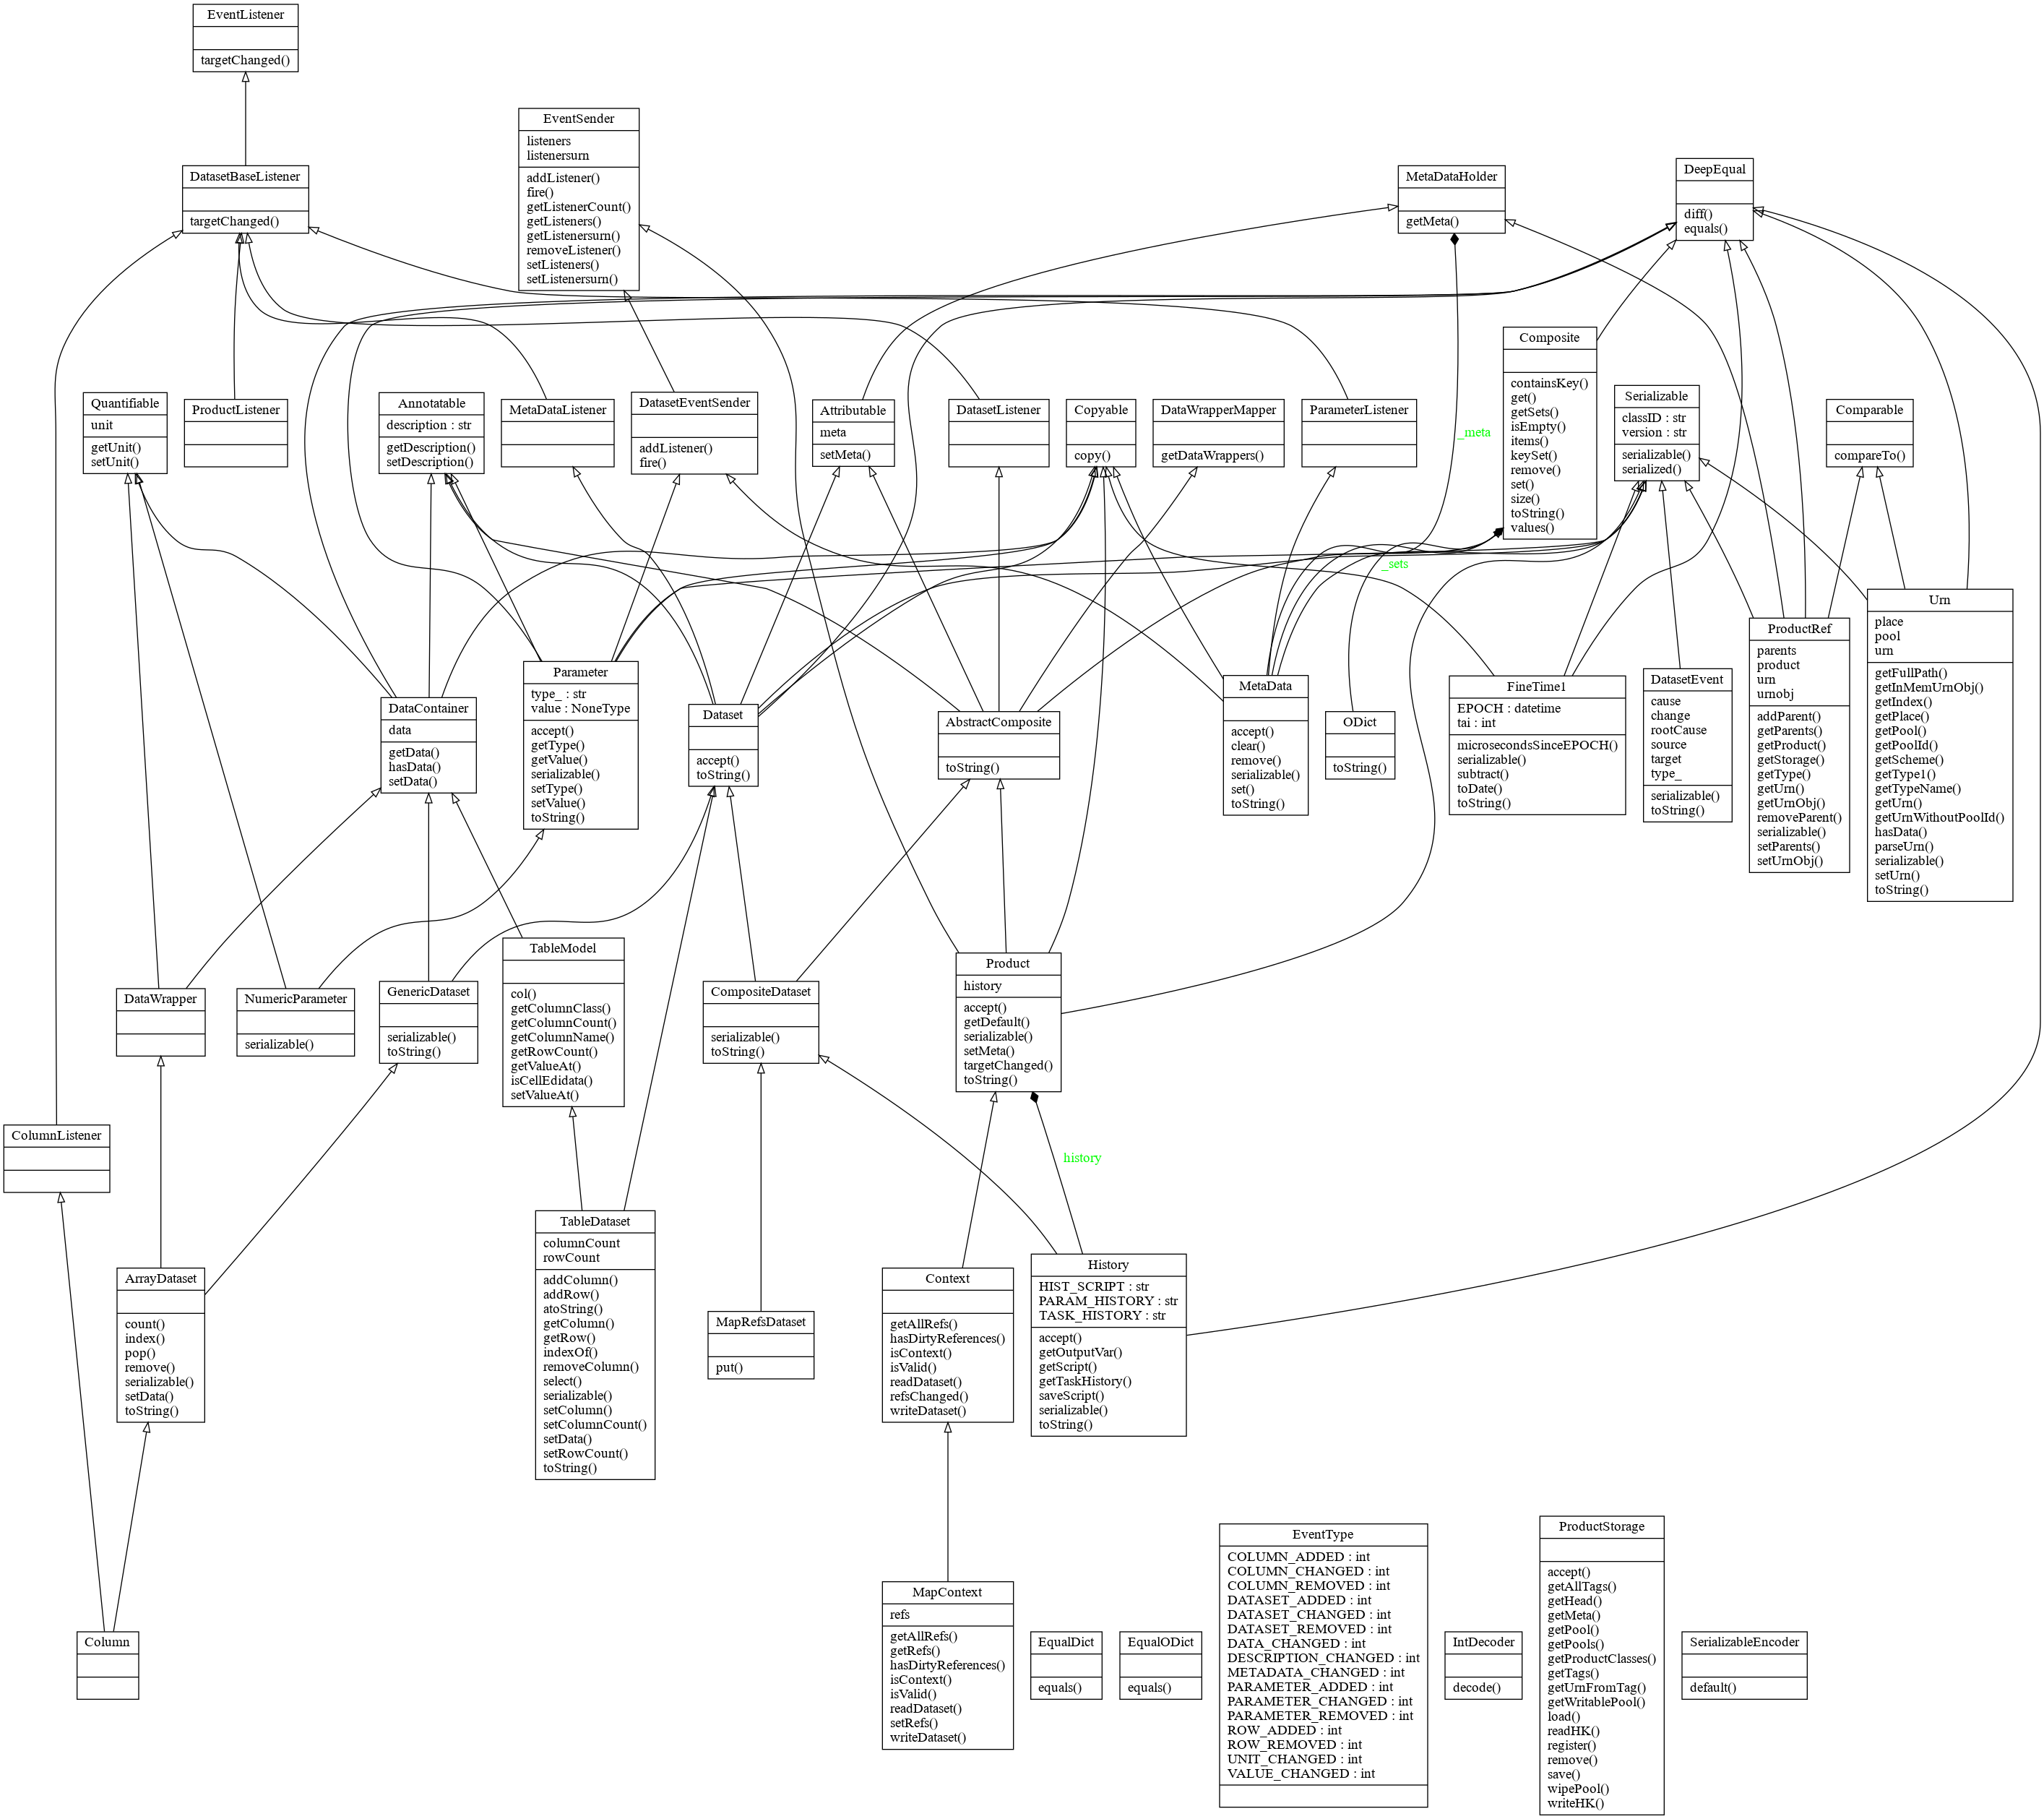 EventListener
targetChanged()
EventSender
listeners
listenersurn
addListener()
fire()
getListenerCount()
getListeners()
getListenersurn()
removeListener()
setListeners()
setListenersurn()
DatasetBaseListener
targetChanged()
MetaDataHolder
getMeta()
DeepEqual
diff()
equals()
Composite
containsKey()
get()
getSets()
isEmpty()
items()
keySet()
remove()
set()
size()
toString()
values()
Quantifiable
unit
getUnit()
setUnit()
ProductListener
Annotatable
description : str
getDescription()
setDescription()
MetaDataListener
DatasetEventSender
addListener()
fire()
Attributable
meta
setMeta()
DatasetListener
Copyable
copy()
DataWrapperMapper
getDataWrappers()
ParameterListener
_meta
Serializable
classID : str
version : str
serializable()
serialized()
Comparable
compareTo()
_sets
DataContainer
data
getData()
hasData()
setData()
Parameter
type_ : str
value : NoneType
accept()
getType()
getValue()
serializable()
setType()
setValue()
toString()
Dataset
accept()
toString()
AbstractComposite
toString()
MetaData
accept()
clear()
remove()
serializable()
set()
toString()
ODict
toString()
FineTime1
EPOCH : datetime
tai : int
microsecondsSinceEPOCH()
serializable()
subtract()
toDate()
toString()
DatasetEvent
cause
change
rootCause
source
target
type_
serializable()
toString()
ProductRef
parents
product
urn
urnobj
addParent()
getParents()
getProduct()
getStorage()
getType()
getUrn()
getUrnObj()
removeParent()
serializable()
setParents()
setUrnObj()
Urn
place
pool
urn
getFullPath()
getInMemUrnObj()
getIndex()
getPlace()
getPool()
getPoolId()
getScheme()
getType1()
getTypeName()
getUrn()
getUrnWithoutPoolId()
hasData()
parseUrn()
serializable()
setUrn()
toString()
DataWrapper
NumericParameter
serializable()
GenericDataset
serializable()
toString()
TableModel
col()
getColumnClass()
getColumnCount()
getColumnName()
getRowCount()
getValueAt()
isCellEdidata()
setValueAt()
CompositeDataset
serializable()
toString()
Product
history
accept()
getDefault()
serializable()
setMeta()
targetChanged()
toString()
ColumnListener
history
ArrayDataset
count()
index()
pop()
remove()
serializable()
setData()
toString()
TableDataset
columnCount
rowCount
addColumn()
addRow()
atoString()
getColumn()
getRow()
indexOf()
removeColumn()
select()
serializable()
setColumn()
setColumnCount()
setData()
setRowCount()
toString()
MapRefsDataset
put()
Context
getAllRefs()
hasDirtyReferences()
isContext()
isValid()
readDataset()
refsChanged()
writeDataset()
History
HIST_SCRIPT : str
PARAM_HISTORY : str
TASK_HISTORY : str
accept()
getOutputVar()
getScript()
getTaskHistory()
saveScript()
serializable()
toString()
Column
MapContext
refs
getAllRefs()
getRefs()
hasDirtyReferences()
isContext()
isValid()
readDataset()
setRefs()
writeDataset()
EqualDict
equals()
EqualODict
equals()
EventType
COLUMN_ADDED : int
COLUMN_CHANGED : int
COLUMN_REMOVED : int
DATASET_ADDED : int
DATASET_CHANGED : int
DATASET_REMOVED : int
DATA_CHANGED : int
DESCRIPTION_CHANGED : int
METADATA_CHANGED : int
PARAMETER_ADDED : int
PARAMETER_CHANGED : int
PARAMETER_REMOVED : int
ROW_ADDED : int
ROW_REMOVED : int
UNIT_CHANGED : int
VALUE_CHANGED : int
IntDecoder
decode()
ProductStorage
accept()
getAllTags()
getHead()
getMeta()
getPool()
getPools()
getProductClasses()
getTags()
getUrnFromTag()
getWritablePool()
load()
readHK()
register()
remove()
save()
wipePool()
writeHK()
SerializableEncoder
default()